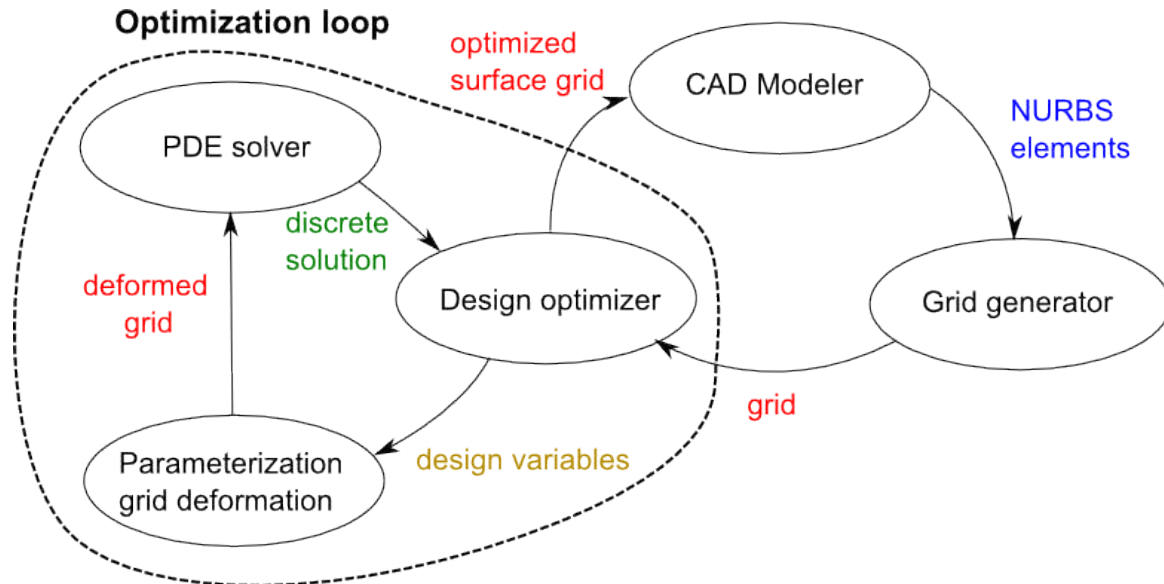 Optimization loop
optimized
surface grid
CAD Modeler
NURBS
elements
PDE solver
discrete
solution
deformed
grid
Design optimizer
Grid generator
grid
design variables
Parameterization
grid deformation